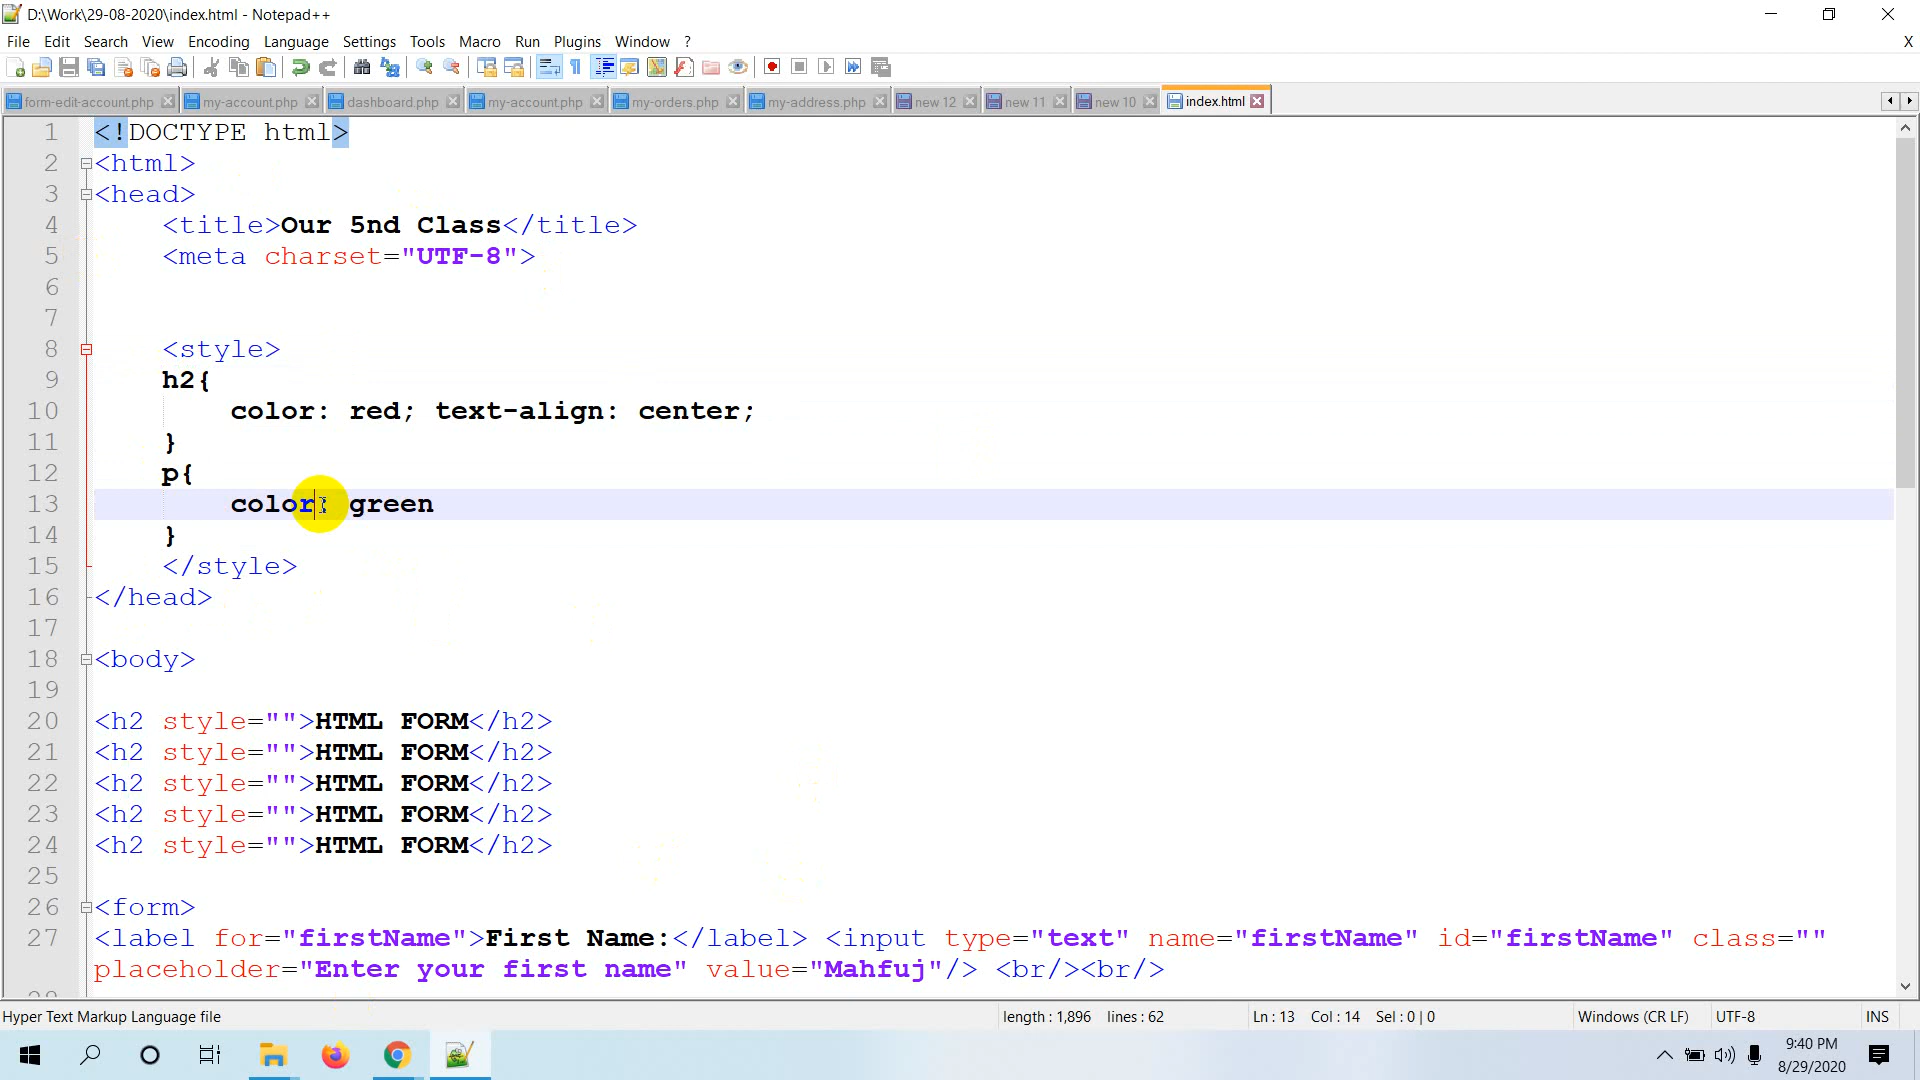 D:\Work\29-08-2020\index.html - Notepad++
File Edit Search View Encoding Language Settings Tools Macro Run Plugins Window ? X
form-edit-account.php my-account.php dashboard.php my-account.php my-orders.php my-address.php new 12 new 11 new 10 index.html
1 <!DOCTYPE html>
2 <html>
3 <head>
4 <title>Our 5nd Class</title>
5 <meta charset="UTF-8">
6
7
8 <style>
9 h2{
10 color: red; text-align: center;
11 }
12 p{
13 color: green
14 }
15 </style>
16 </head>
17
18 <body>
19
20 <h2 style="">HTML FORM</h2>
21 <h2 style="">HTML FORM</h2>
22 <h2 style="">HTML FORM</h2>
23 <h2 style="">HTML FORM</h2>
24 <h2 style="">HTML FORM</h2>
25
26 <form>
27 <label for="firstName">First Name:</label> <input type="text" name="firstName" id="firstName" class=""
placeholder="Enter your first name" value="Mahfuj"/> <br/><br/>
Hyper Text Markup Language file length : 1,896 lines : 62 Ln : 13 Col : 14 Sel : 0 | 0 Windows (CR LF) UTF-8 INS
9:40 PM
8/29/2020